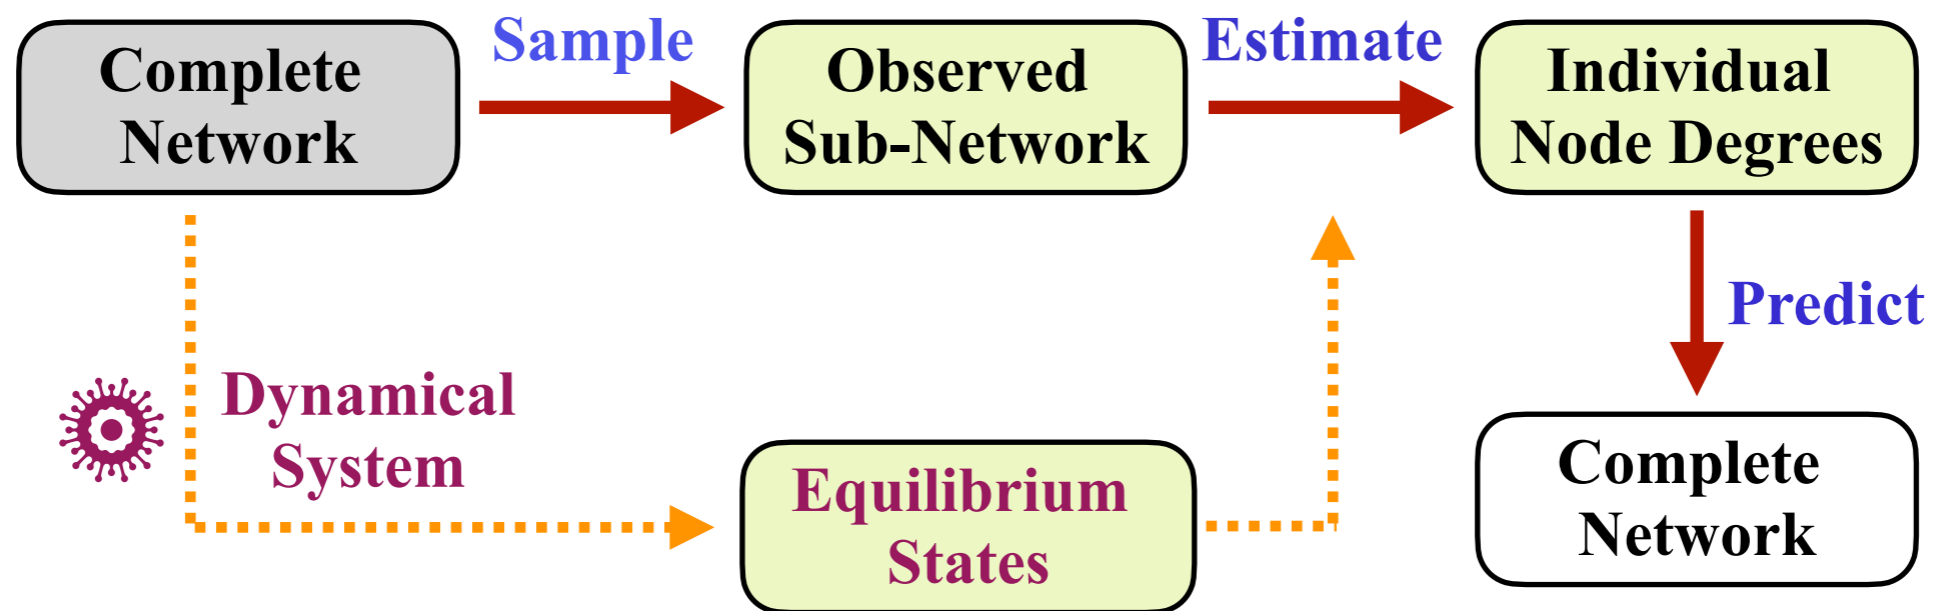 Complete
Network
Sample
Observed
Sub-Network
Estimate
Individual
Node Degrees
Predict
Dynamical
System
Equilibrium
States
Complete
Network